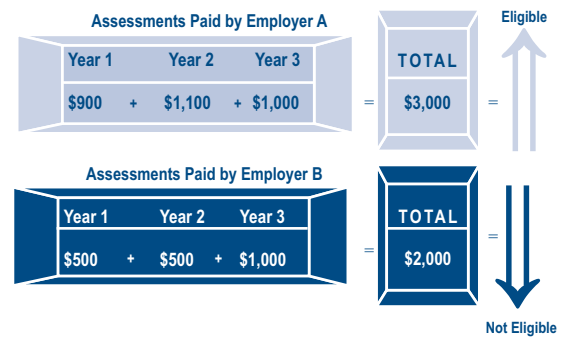 Assessments Paid by Employer A
Eligible
Year 1 Year 2 Year 3
TOTAL
$900 + $1,100 + $1,000 = $3,000 =
Assessments Paid by Employer B
Year 1 Year 2 Year 3
TOTAL
$500 + $500 + $1,000 = $2,000 =
Not Eligible